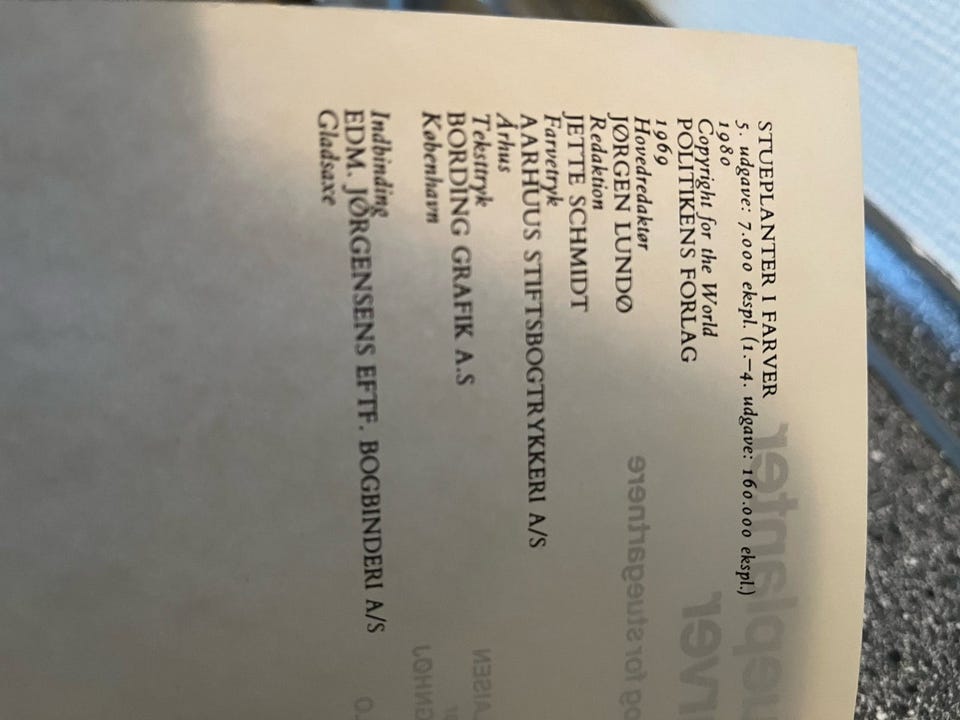 STUEPLANTER I FARVER
5. udgave: 7.000 ekspl. (1.–4. udgave: 160.000 ekspl.)
1980
Copyright for the World
POLITIKENS FORLAG
1969
Hovedredaktør
JØRGEN LUNDØ
Redaktion
JETTE SCHMIDT
Farvetryk
AARHUUS STIFTSBOGTRYKKERI A/S
Århus
Teksttryk
BORDING GRAFIK A.S
København
Indbinding
EDM. JØRGENSENS EFTF. BOGBINDERI A/S
Gladsaxe